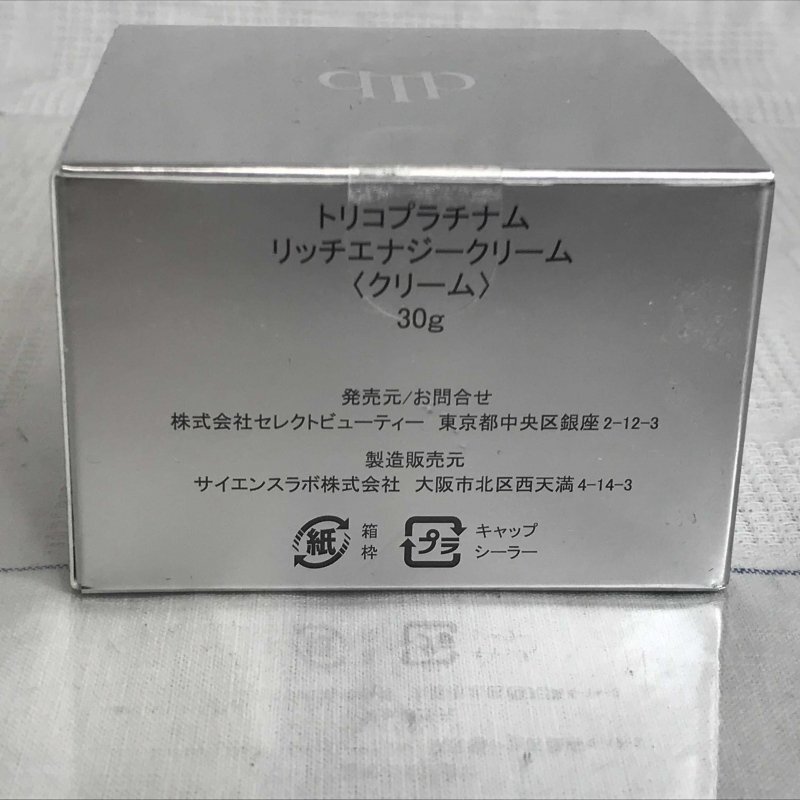 トリコプラチナム
リッチエナジークリーム
〈クリーム〉
30g
発売元/お問合せ
株式会社セレクトビューティー 東京都中央区銀座2-12-3
製造販売元
サイエンスラボ株式会社 大阪市北区西天満4-14-3
紙 箱 枠
プラ キャップ シーラー